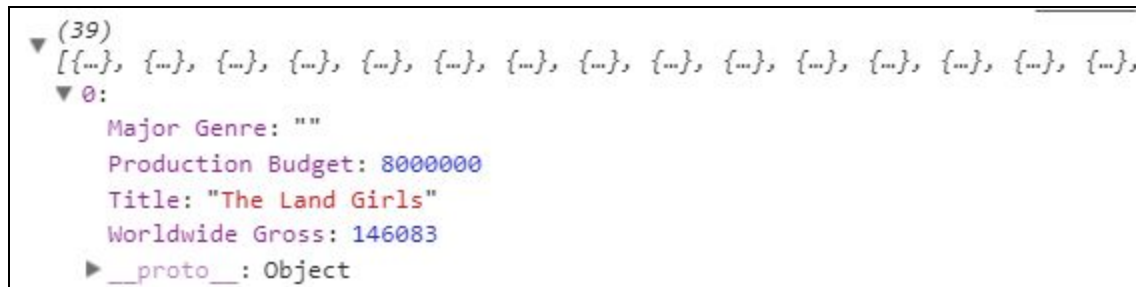 (39)
[{…}, {…}, {…}, {…}, {…}, {…}, {…}, {…}, {…}, {…}, {…}, {…}, {…}, {…}, {…},
0:
Major Genre: ""
Production Budget: 8000000
Title: "The Land Girls"
Worldwide Gross: 146083
__proto__: Object